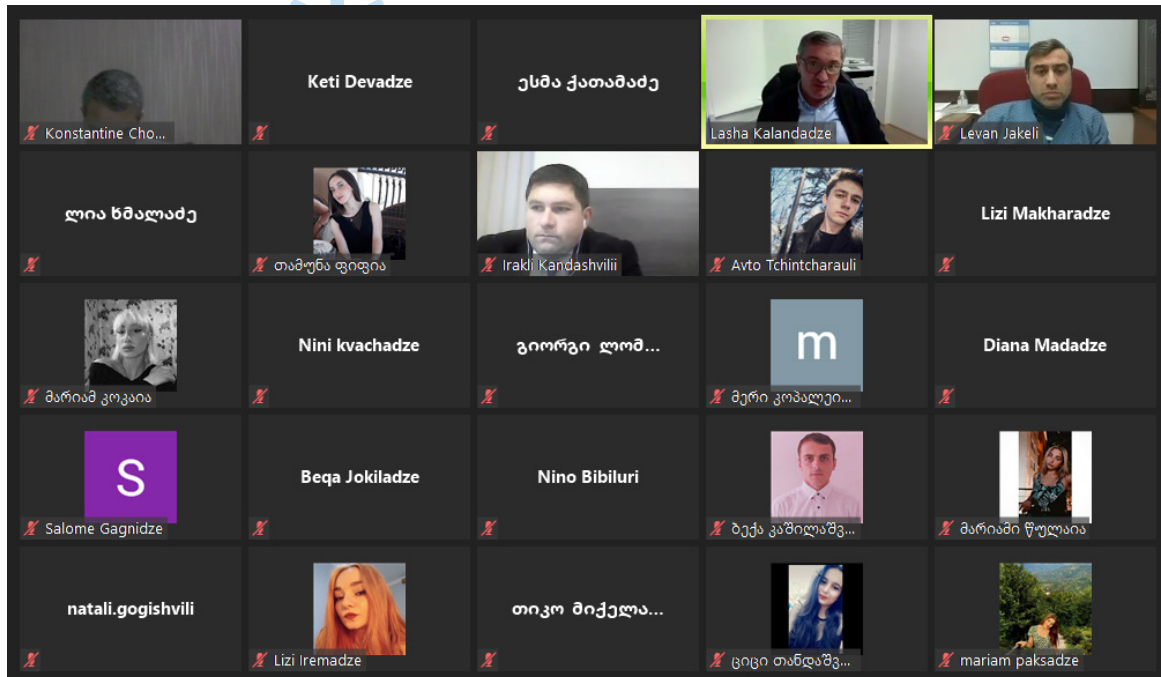 Konstantine Cho...
Keti Devadze
ესმა ქათამაძე
Lasha Kalandadze
Levan Jakeli
ლია ხმალაძე
თამუნა ფიფია
Irakli Kandashvilii
Avto Tchintcharauli
Lizi Makharadze
მარიამ კოკაია
Nini kvachadze
გიორგი ლომ...
m
მერი კოპალეი...
Diana Madadze
S
Salome Gagnidze
Beqa Jokiladze
Nino Bibiluri
ბექა კაშილაშვ...
მარიამი წულაია
natali.gogishvili
Lizi Iremadze
თიკო მიქელა...
ციცი თანდაშვ...
mariam paksadze